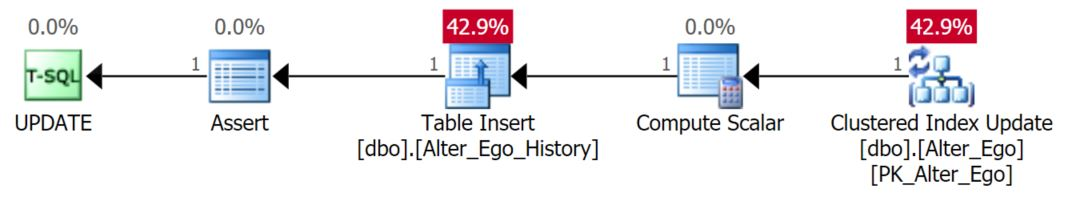 0.0% 0.0% 42.9% 0.0% 42.9%
T-SQL 1 1 1 1
UPDATE Assert Table Insert Compute Scalar Clustered Index Update
[dbo].[Alter_Ego_History] [dbo].[Alter_Ego]
[PK_Alter_Ego]